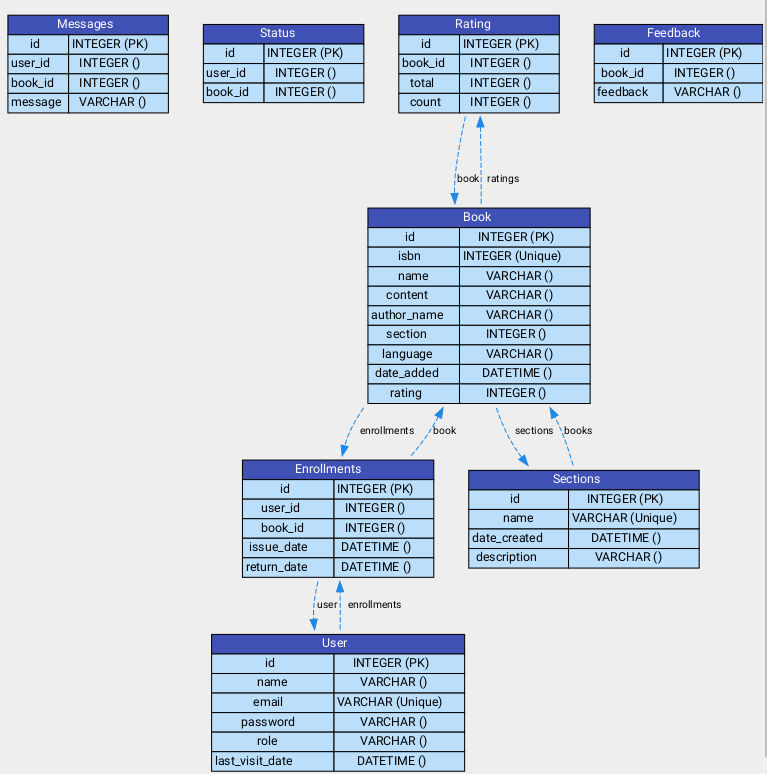 Messages
id INTEGER (PK)
user_id INTEGER ()
book_id INTEGER ()
message VARCHAR ()
Status
id INTEGER (PK)
user_id INTEGER ()
book_id INTEGER ()
Rating
id INTEGER (PK)
book_id INTEGER ()
total INTEGER ()
count INTEGER ()
Feedback
id INTEGER (PK)
book_id INTEGER ()
feedback VARCHAR ()
book ratings
Book
id INTEGER (PK)
isbn INTEGER (Unique)
name VARCHAR ()
content VARCHAR ()
author_name VARCHAR ()
section INTEGER ()
language VARCHAR ()
date_added DATETIME ()
rating INTEGER ()
enrollments book sections books
Enrollments
id INTEGER (PK)
user_id INTEGER ()
book_id INTEGER ()
issue_date DATETIME ()
return_date DATETIME ()
Sections
id INTEGER (PK)
name VARCHAR (Unique)
date_created DATETIME ()
description VARCHAR ()
user enrollments
User
id INTEGER (PK)
name VARCHAR ()
email VARCHAR (Unique)
password VARCHAR ()
role VARCHAR ()
last_visit_date DATETIME ()